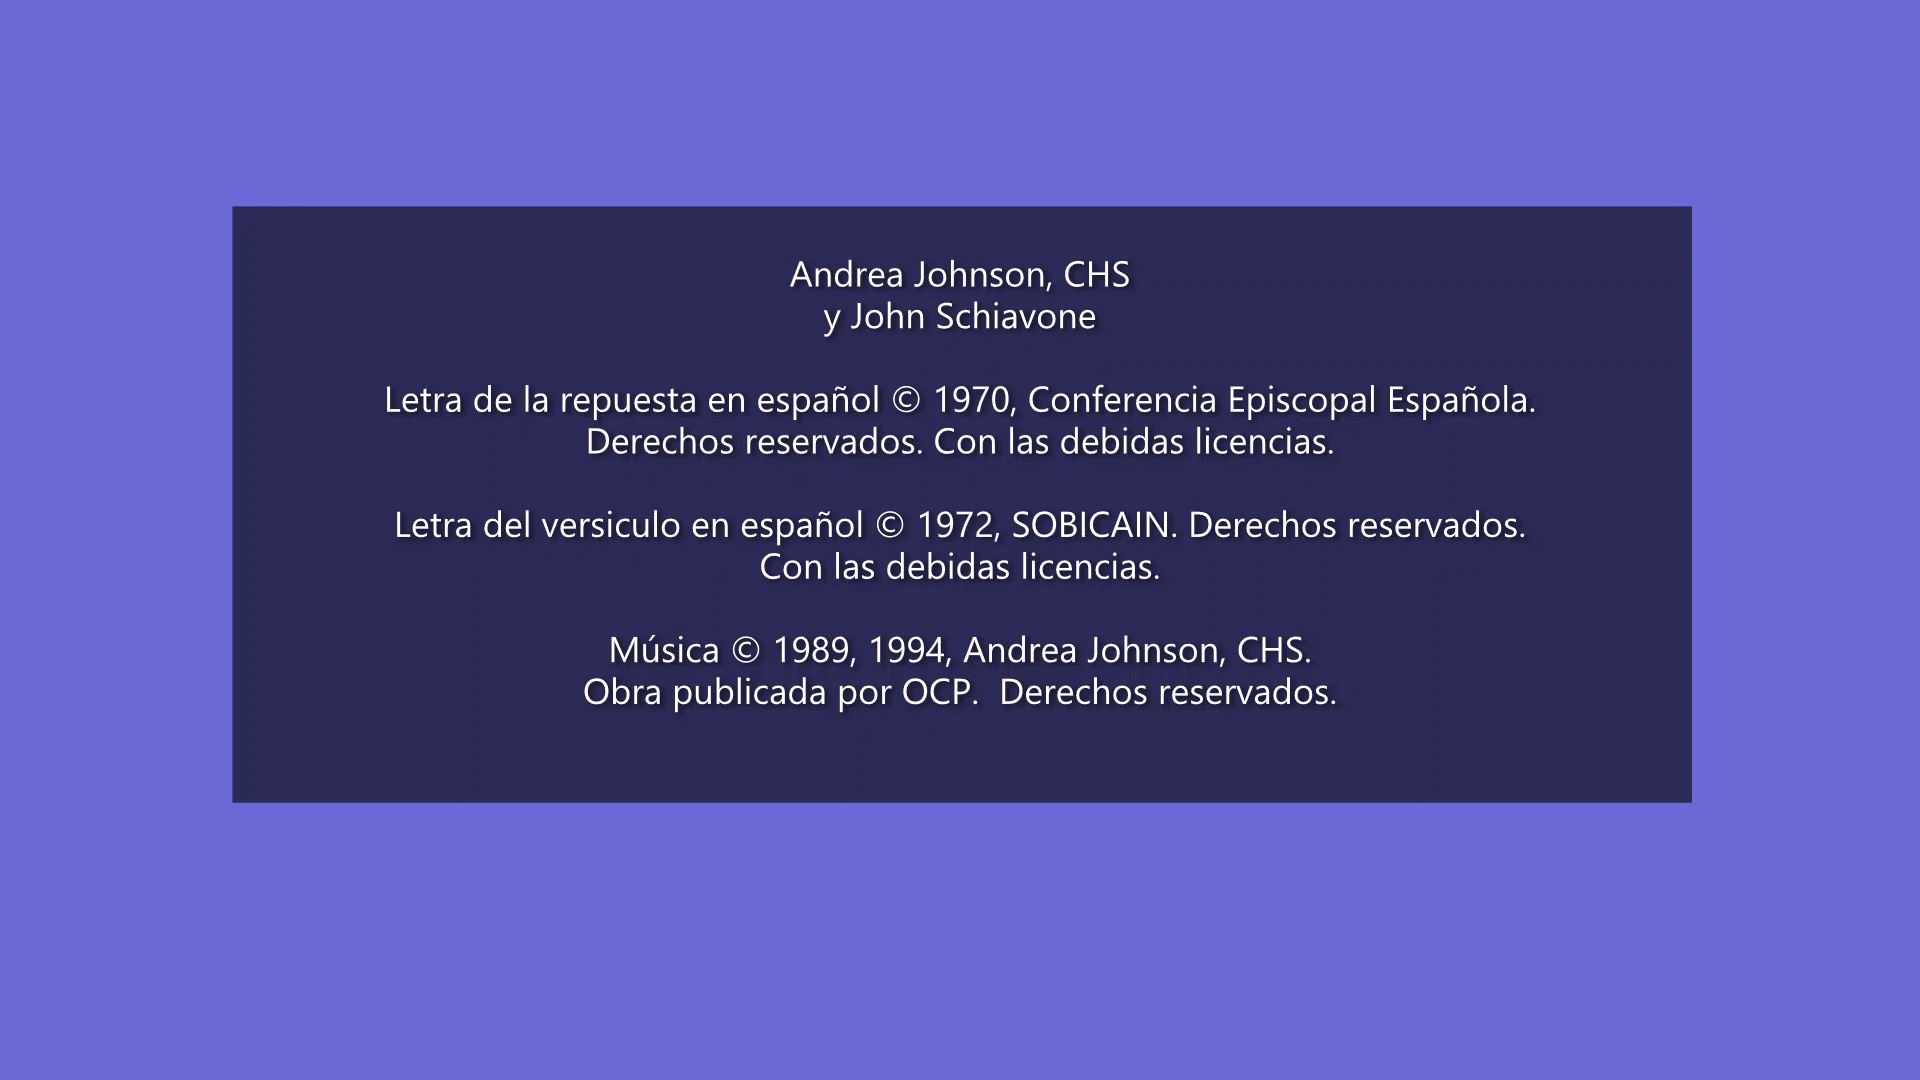 Andrea Johnson, CHS
y John Schiavone
Letra de la repuesta en español © 1970, Conferencia Episcopal Española.
Derechos reservados. Con las debidas licencias.
Letra del versiculo en español © 1972, SOBICAIN. Derechos reservados.
Con las debidas licencias.
Música © 1989, 1994, Andrea Johnson, CHS.
Obra publicada por OCP.  Derechos reservados.